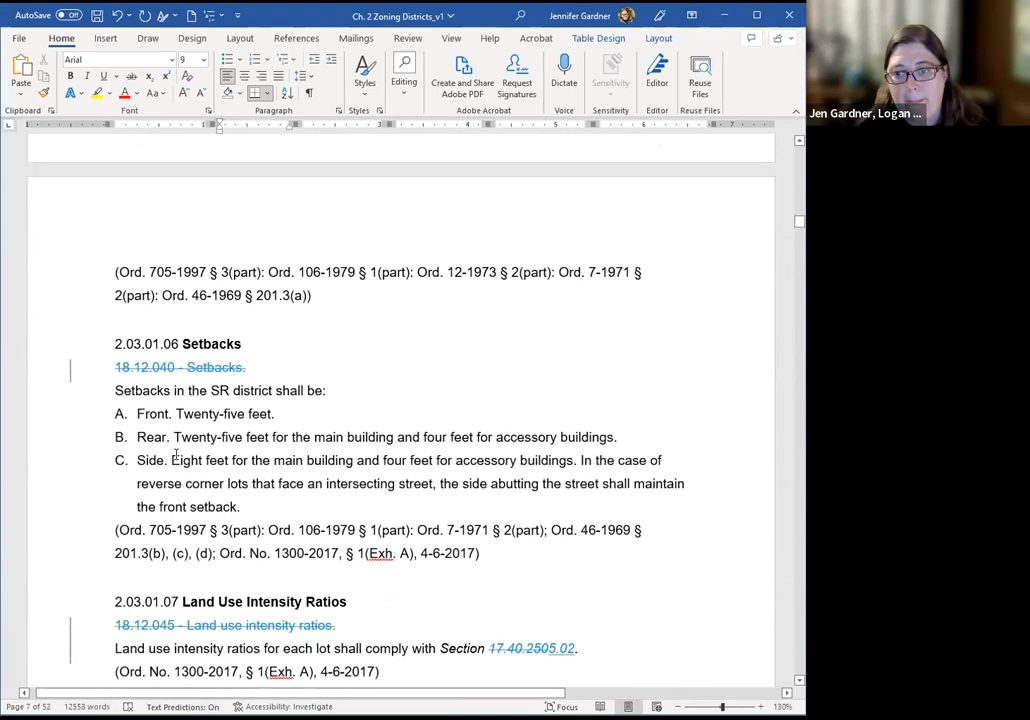 AutoSave Off Ch. 2 Zoning Districts_v1 Jennifer Gardner
File Home Insert Draw Design Layout References Mailings Review View Help Acrobat Table Design Layout
Arial 9
Paste Styles Editing Create and Share Adobe PDF Request Signatures Dictate Sensitivity Editor Reuse Files
Clipboard Font Paragraph Styles Adobe Acrobat Voice Sensitivity Editor Reuse Files
Jen Gardner, Logan ...
1 1 3 4 5 6 7
(Ord. 705-1997 § 3(part): Ord. 106-1979 § 1(part): Ord. 12-1973 § 2(part): Ord. 7-1971 §
2(part): Ord. 46-1969 § 201.3(a))
2.03.01.06 Setbacks
18.12.040 - Setbacks.
Setbacks in the SR district shall be:
A. Front. Twenty-five feet.
B. Rear. Twenty-five feet for the main building and four feet for accessory buildings.
C. Side. Eight feet for the main building and four feet for accessory buildings. In the case of
reverse corner lots that face an intersecting street, the side abutting the street shall maintain
the front setback.
(Ord. 705-1997 § 3(part): Ord. 106-1979 § 1(part): Ord. 7-1971 § 2(part); Ord. 46-1969 §
201.3(b), (c), (d); Ord. No. 1300-2017, § 1(Exh. A), 4-6-2017)
2.03.01.07 Land Use Intensity Ratios
18.12.045 - Land use intensity ratios.
Land use intensity ratios for each lot shall comply with Section 17.40.2505.02.
(Ord. No. 1300-2017, § 1(Exh. A), 4-6-2017)
Page 7 of 52 12558 words Text Predictions: On Accessibility: Investigate Focus 130%